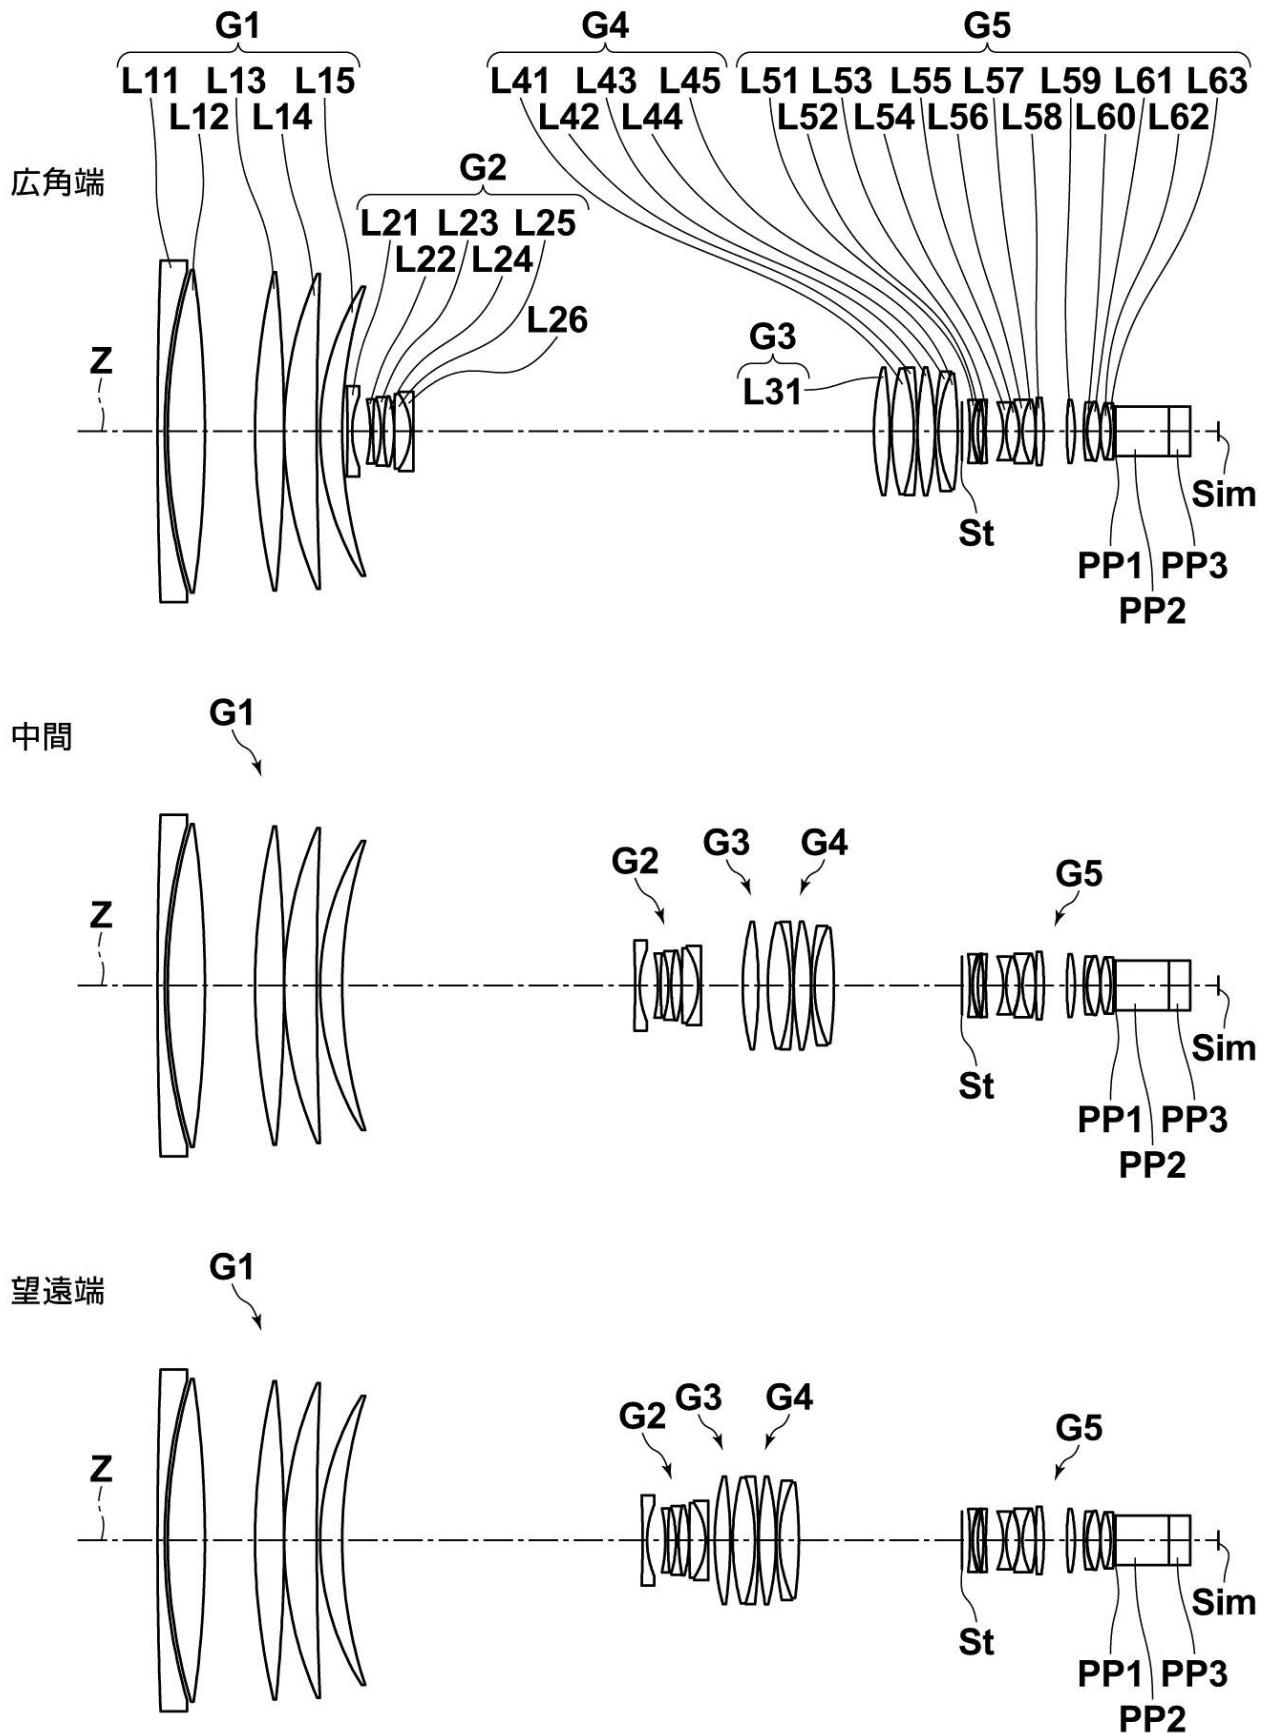 G1 G4 G5
L11 L13 L15 L41 L43 L45 L51 L53 L55 L57 L59 L61 L63
L12 L14 L42 L44 L52 L54 L56 L58 L60 L62
広角端
G2
L21 L23 L25
L22 L24
L26
G3
L31
Z
Sim
St
PP1 PP3
PP2
中間
G1
G2 G3 G4 G5
Z
Sim
St
PP1 PP3
PP2
望遠端
G1
G2 G3 G4 G5
Z
Sim
St
PP1 PP3
PP2